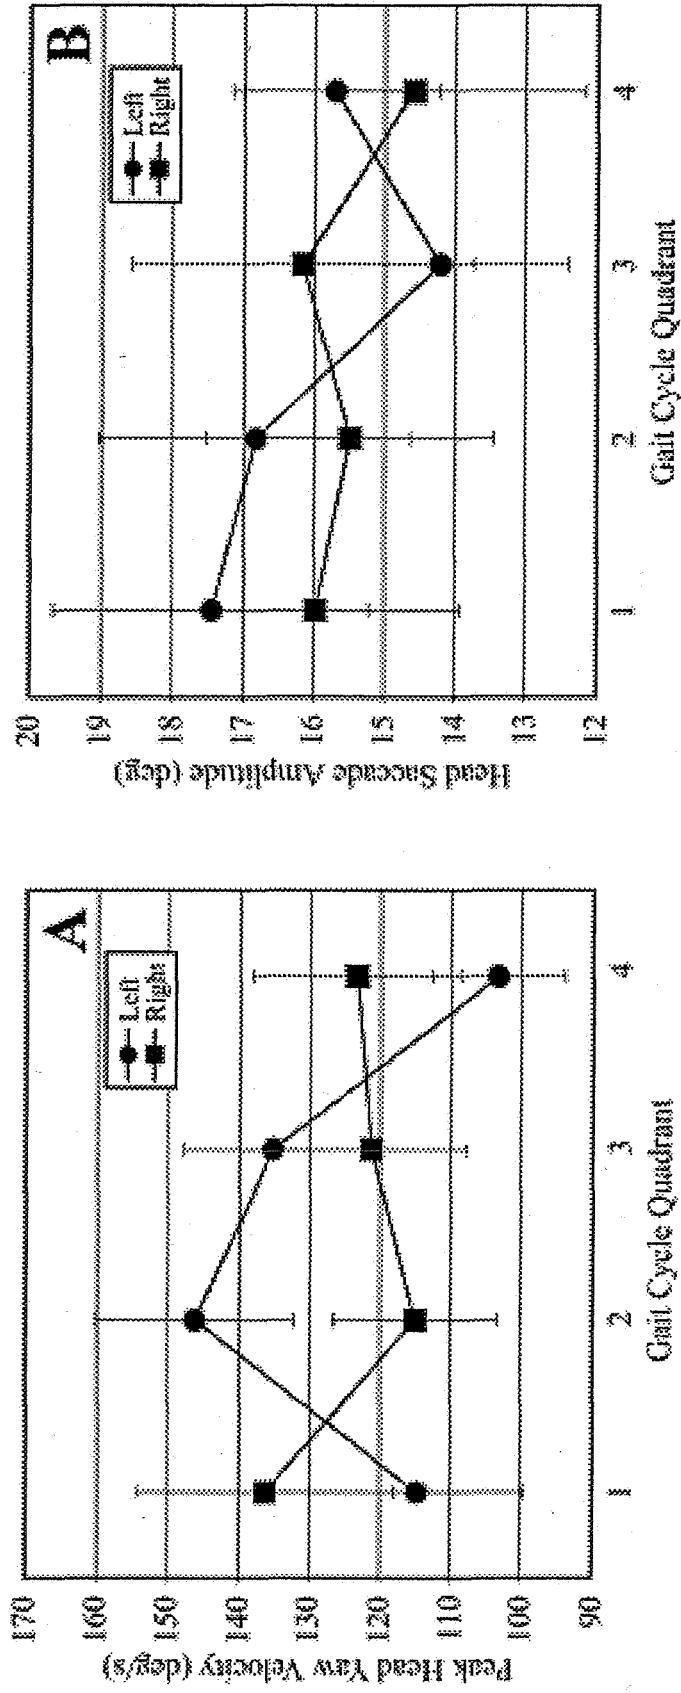 A
Left
Right
170
160
150
140
130
120
110
100
90
Peak Head Yaw Velocity (deg/s)
1 2 3 4
Gait Cycle Quadrant
B
Left
Right
20
19
18
17
16
15
14
13
12
Head Saccade Amplitude (deg)
1 2 3 4
Gait Cycle Quadrant